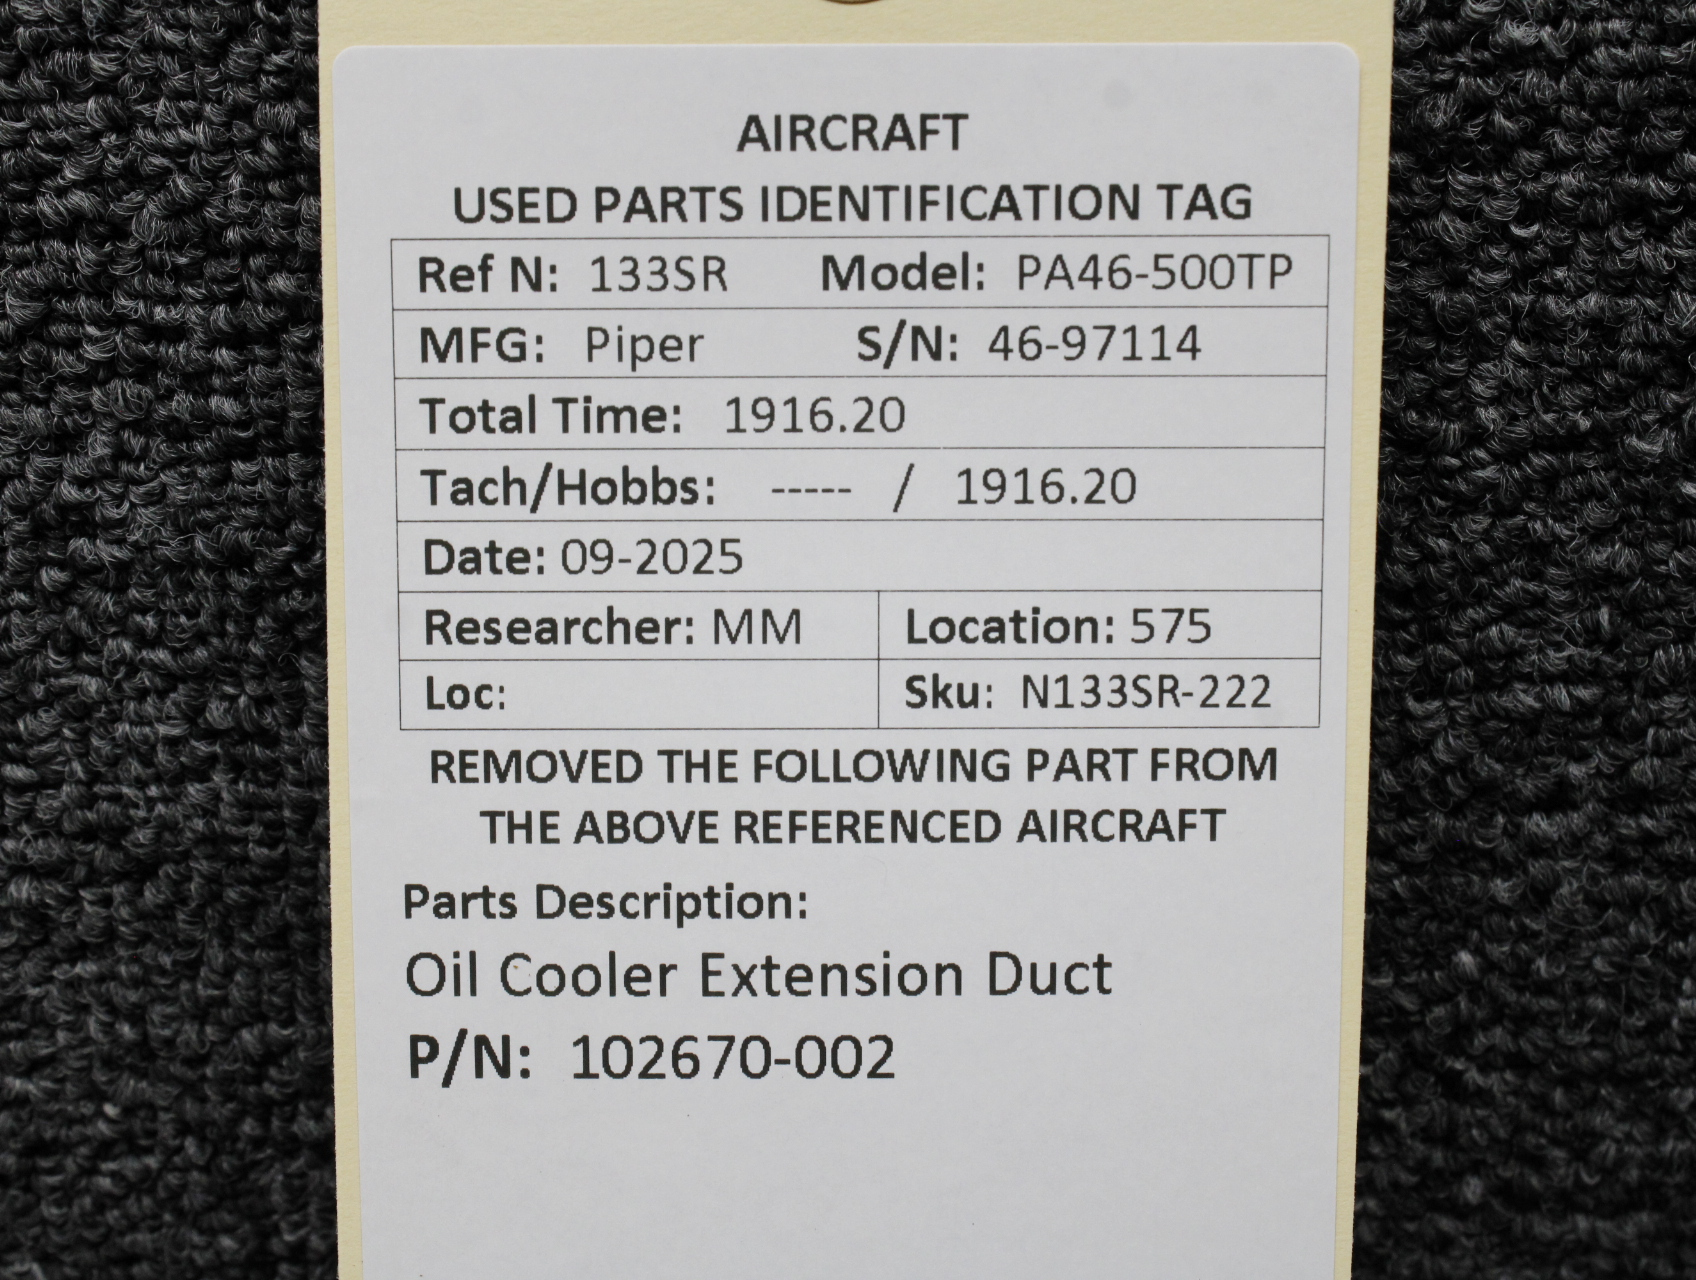 AIRCRAFT
USED PARTS IDENTIFICATION TAG
Ref N: 133SR Model: PA46-500TP
MFG: Piper S/N: 46-97114
Total Time: 1916.20
Tach/Hobbs: ----- / 1916.20
Date: 09-2025
Researcher: MM Location: 575
Loc: Sku: N133SR-222
REMOVED THE FOLLOWING PART FROM
THE ABOVE REFERENCED AIRCRAFT
Parts Description:
Oil Cooler Extension Duct
P/N: 102670-002